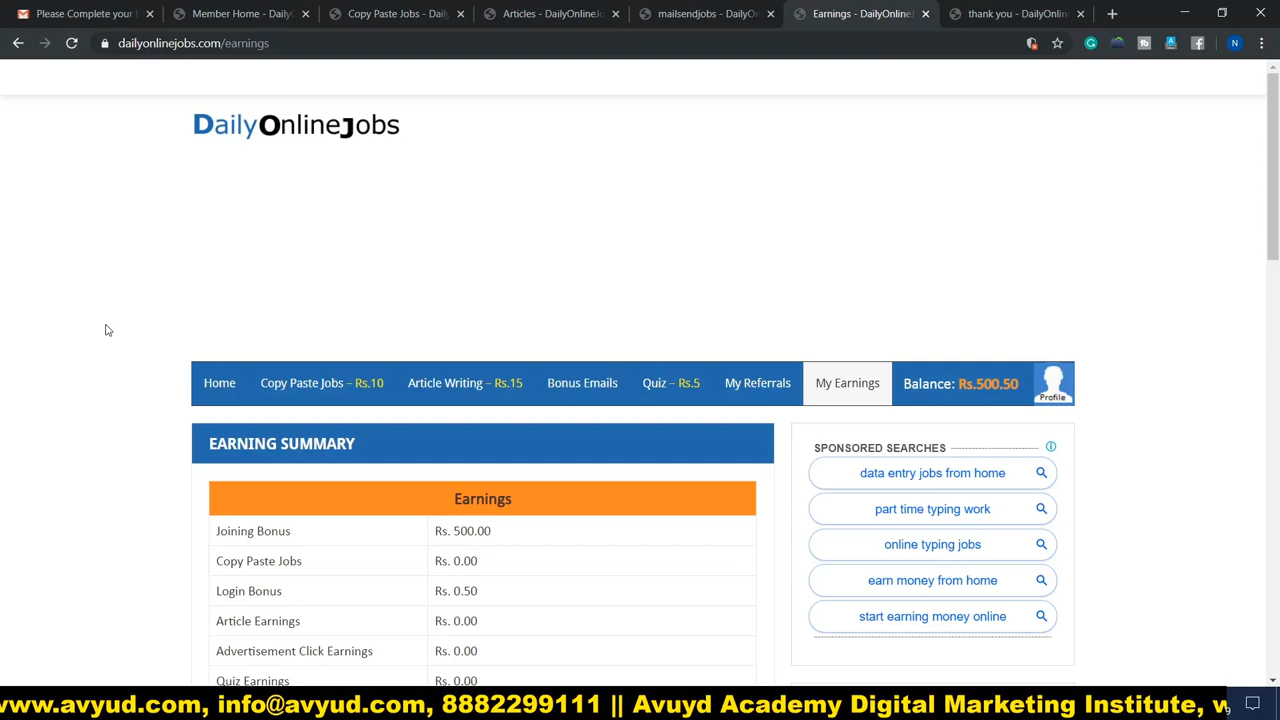 Please Complete your
Member Home - Daily
Copy Paste Jobs - Daily
Articles - DailyOnlineJo
mailsendjobs - DailyOn
Earnings - DailyOnlineJ
thank you - DailyOnline
dailyonlinejobs.com/earnings
N
DailyOnlineJobs
Home
Copy Paste Jobs – Rs.10
Article Writing – Rs.15
Bonus Emails
Quiz – Rs.5
My Referrals
My Earnings
Balance: Rs.500.50
Profile
EARNING SUMMARY
Earnings
Joining Bonus Rs. 500.00
Copy Paste Jobs Rs. 0.00
Login Bonus Rs. 0.50
Article Earnings Rs. 0.00
Advertisement Click Earnings Rs. 0.00
Quiz Earnings Rs. 0.00
SPONSORED SEARCHES
data entry jobs from home
part time typing work
online typing jobs
earn money from home
start earning money online
www.avyud.com, info@avyud.com, 8882299111 || Avuyd Academy Digital Marketing Institute,